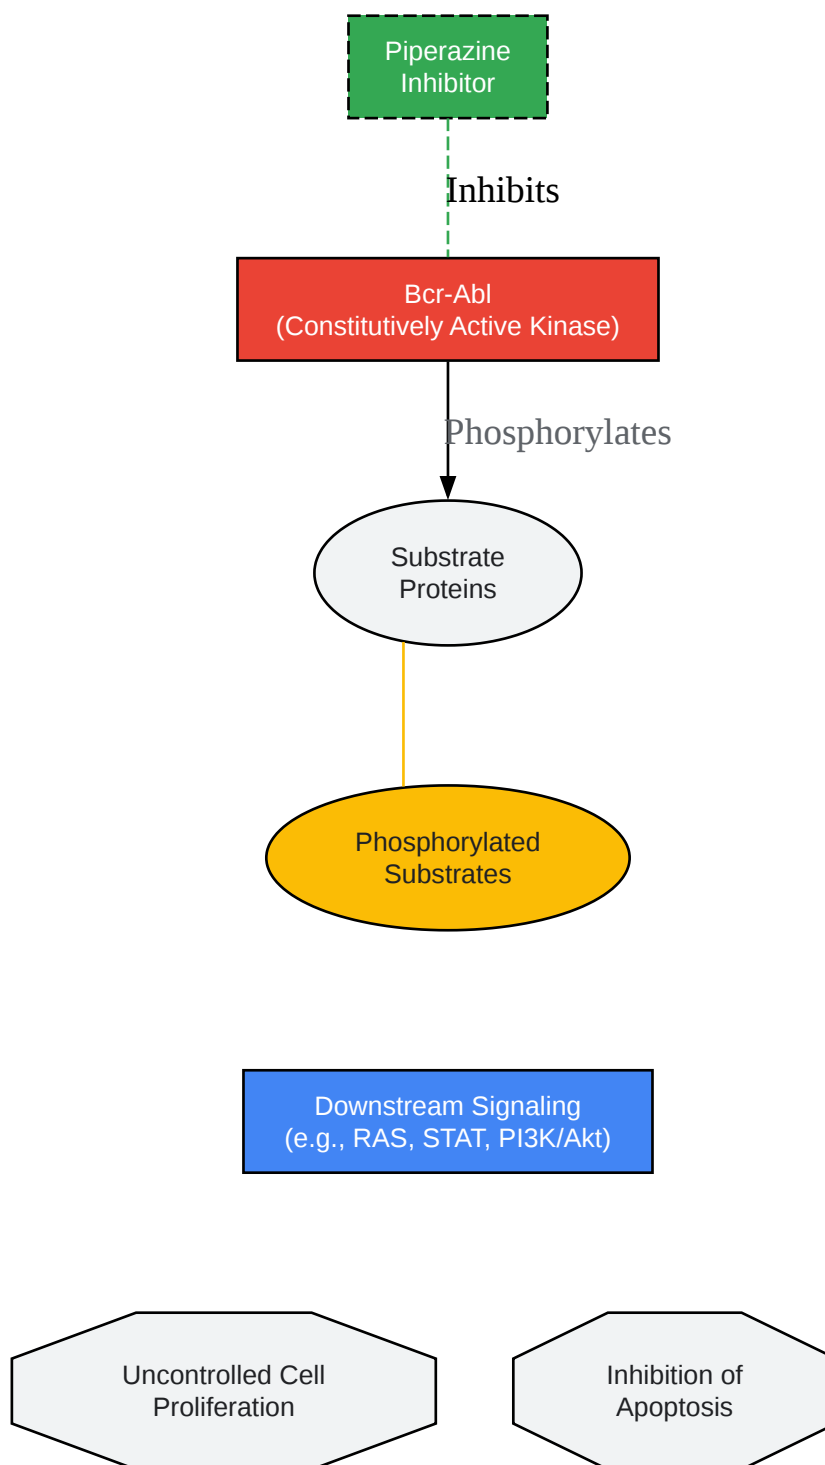 Piperazine
Inhibitor
Inhibits
Bcr-Abl
(Constitutively Active Kinase)
Phosphorylates
Substrate
Proteins
Phosphorylated
Substrates
Downstream Signaling
(e.g., RAS, STAT, PI3K/Akt)
Uncontrolled Cell
Proliferation
Inhibition of
Apoptosis